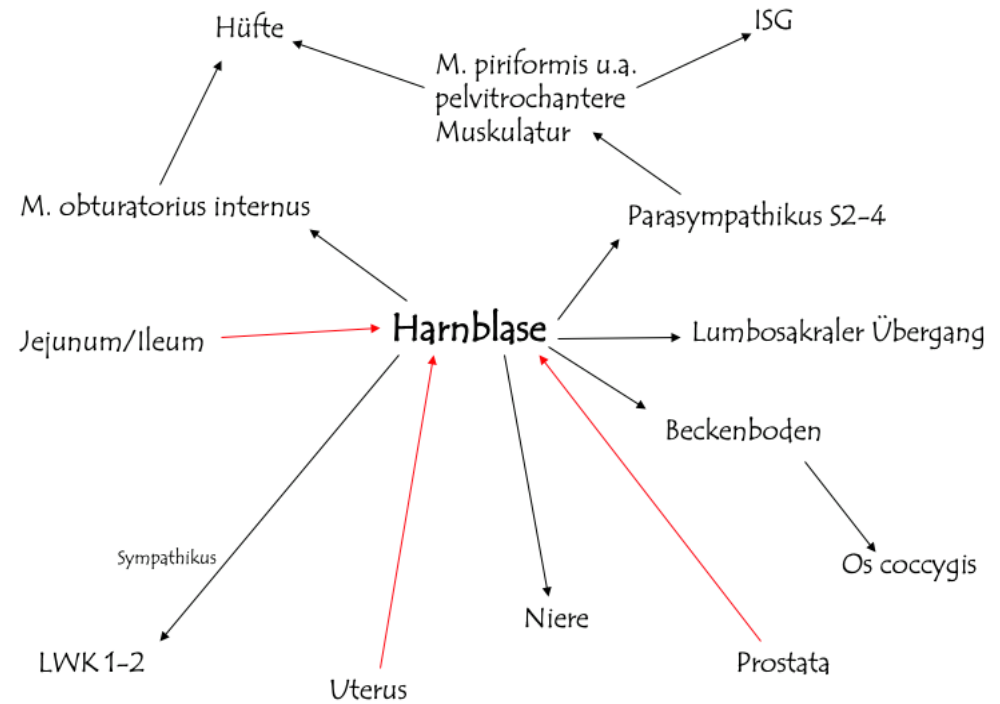 Hüfte
ISG
M. piriformis u.a.
pelvitrochantere
Muskulatur
M. obturatorius internus
Parasympathikus S2-4
Jejunum/Ileum
Harnblase
Lumbosakraler Übergang
Beckenboden
Sympathikus
Os coccygis
Niere
LWK 1-2
Uterus
Prostata